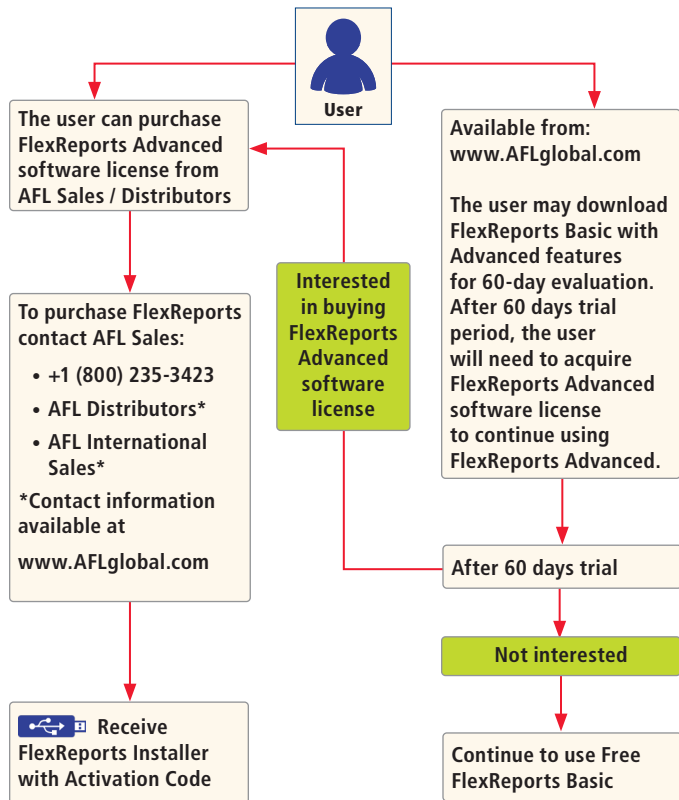 User
The user can purchase
FlexReports Advanced
software license from
AFL Sales / Distributors
To purchase FlexReports
contact AFL Sales:
• +1 (800) 235-3423
• AFL Distributors*
• AFL International
Sales*
*Contact information
available at
www.AFLglobal.com
Receive
FlexReports Installer
with Activation Code
Interested
in buying
FlexReports
Advanced
software
license
Available from:
www.AFLglobal.com
The user may download
FlexReports Basic with
Advanced features
for 60-day evaluation.
After 60 days trial
period, the user
will need to acquire
FlexReports Advanced
software license
to continue using
FlexReports Advanced.
After 60 days trial
Not interested
Continue to use Free
FlexReports Basic